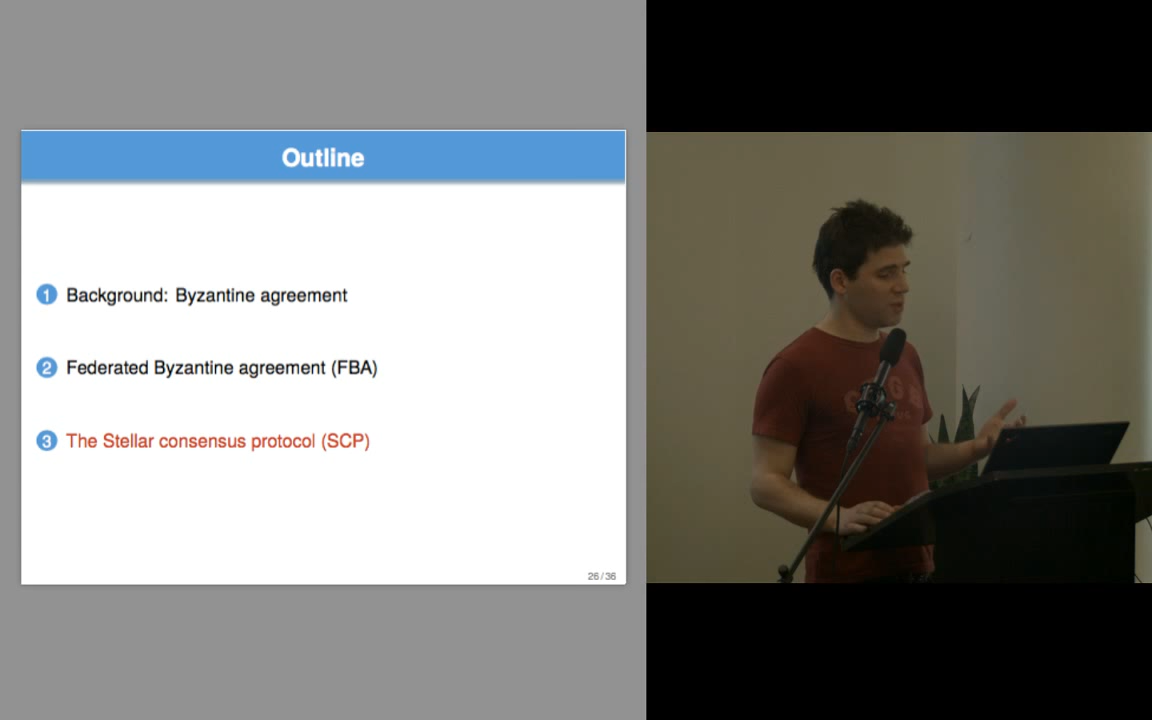 Outline
1 Background: Byzantine agreement
2 Federated Byzantine agreement (FBA)
3 The Stellar consensus protocol (SCP)
26/36